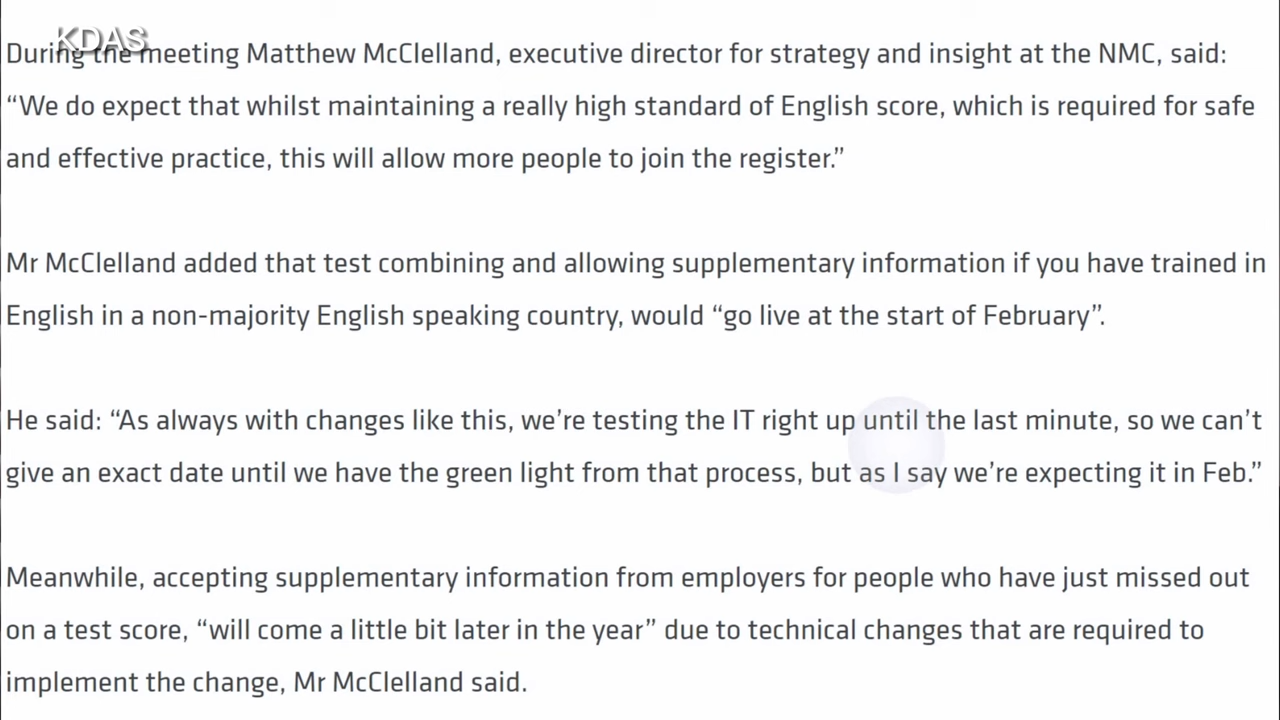 KDAS
During the meeting Matthew McClelland, executive director for strategy and insight at the NMC, said:
“We do expect that whilst maintaining a really high standard of English score, which is required for safe
and effective practice, this will allow more people to join the register.”
Mr McClelland added that test combining and allowing supplementary information if you have trained in
English in a non-majority English speaking country, would “go live at the start of February”.
He said: “As always with changes like this, we’re testing the IT right up until the last minute, so we can’t
give an exact date until we have the green light from that process, but as I say we’re expecting it in Feb.”
Meanwhile, accepting supplementary information from employers for people who have just missed out
on a test score, “will come a little bit later in the year” due to technical changes that are required to
implement the change, Mr McClelland said.